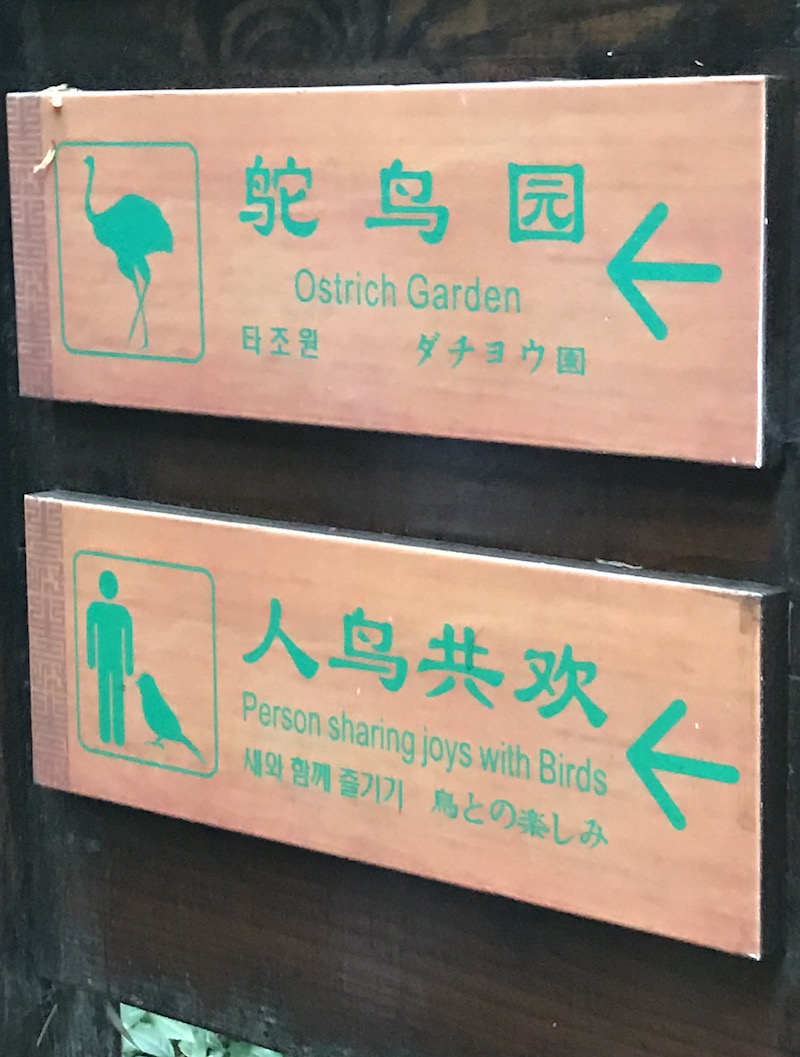 鸵鸟园
Ostrich Garden
타조원 ダチヨウ園
人鸟共欢
Person sharing joys with Birds
새와 함께 즐기기 鳥との楽しみ